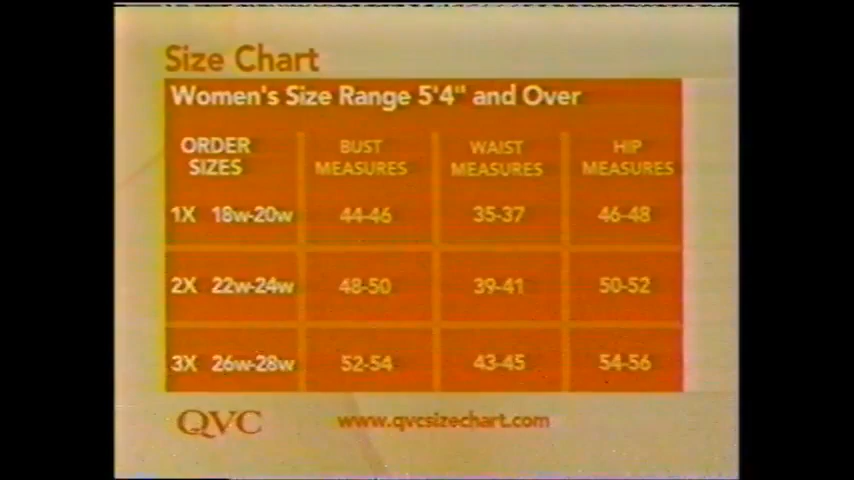 Size Chart
Women's Size Range 5'4" and Over
ORDER SIZES BUST MEASURES WAIST MEASURES HIP MEASURES
1X 18w-20w 44-46 35-37 46-48
2X 22w-24w 48-50 39-41 50-52
3X 26w-28w 52-54 43-45 54-56
QVC www.qvcsizechart.com